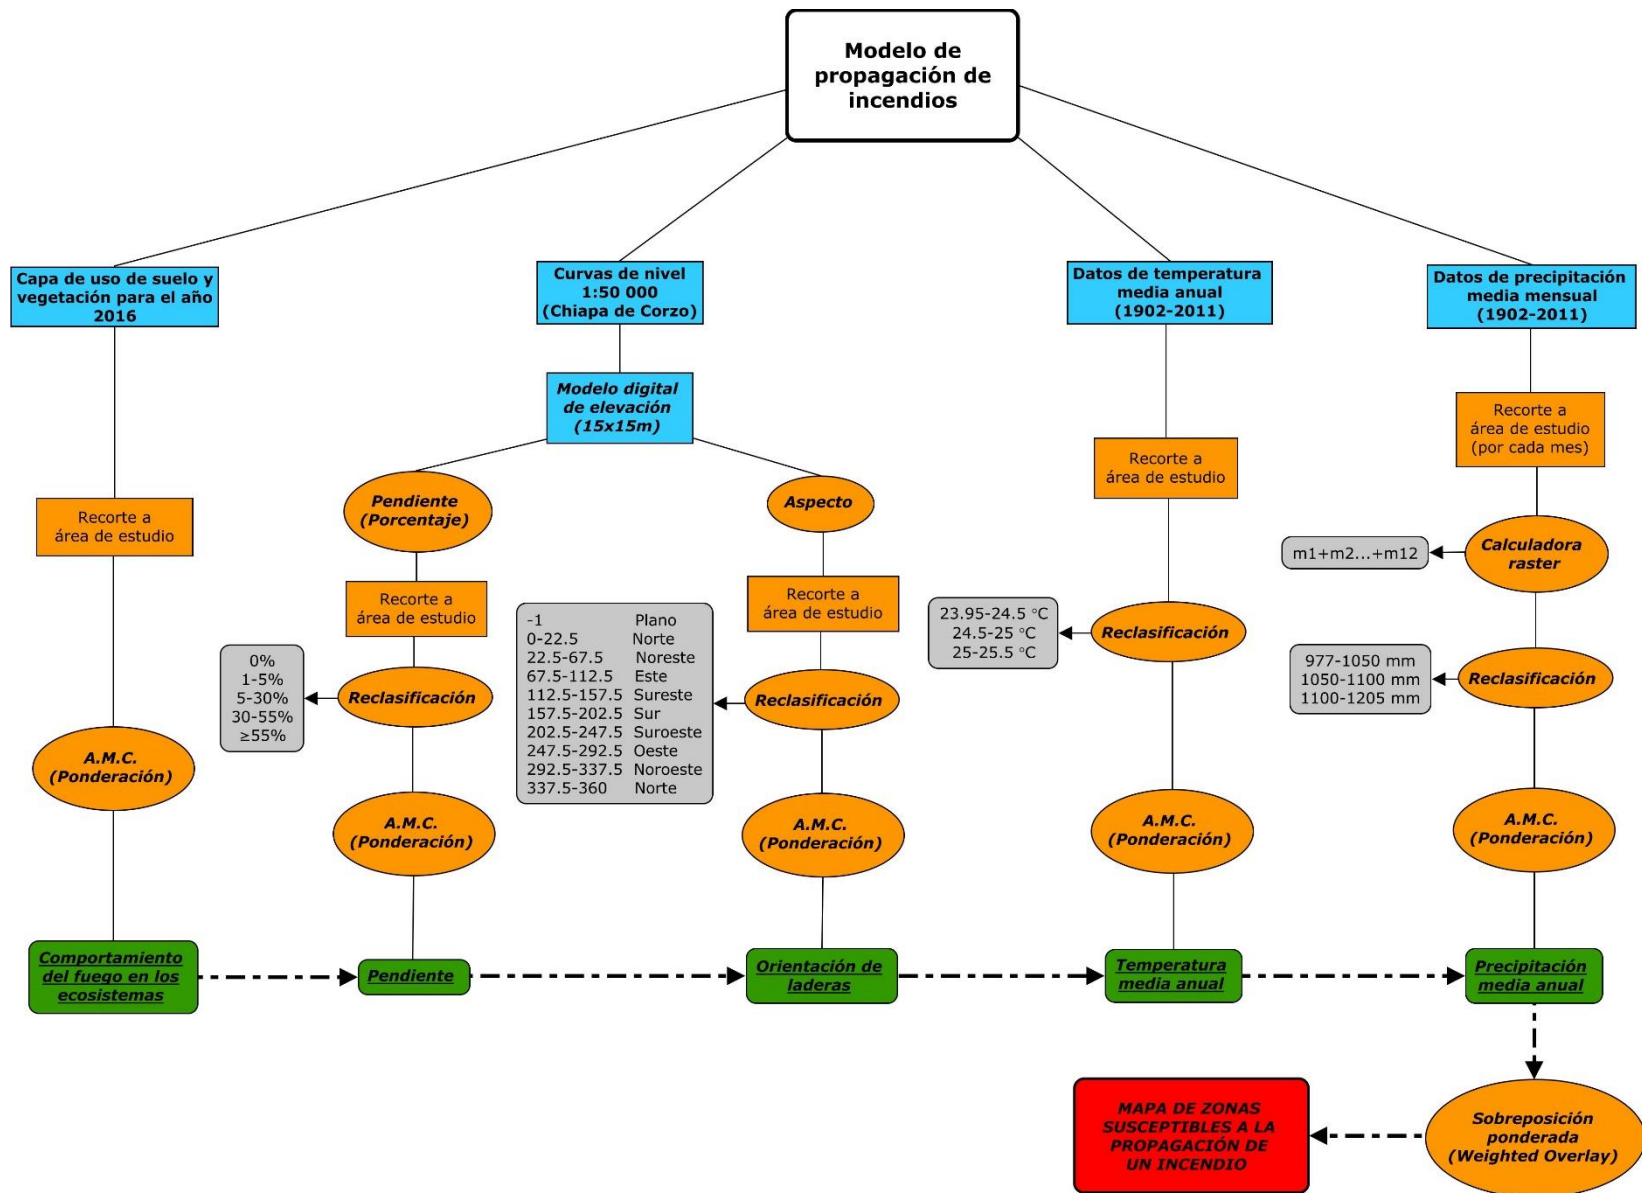 Modelo de
propagación de
incendios
Capa de uso de suelo y
vegetación para el año
2016
Curvas de nivel
1:50 000
(Chiapa de Corzo)
Datos de temperatura
media anual
(1902-2011)
Datos de precipitación
media mensual
(1902-2011)
Modelo digital
de elevación
(15x15m)
Recorte a
área de estudio
(por cada mes)
Recorte a
área de estudio
Pendiente
(Porcentaje)
Aspecto
Recorte a
área de estudio
m1+m2...+m12
Calculadora
raster
Recorte a
área de estudio
Recorte a
área de estudio
-1 Plano
0-22.5 Norte
22.5-67.5 Noreste
67.5-112.5 Este
112.5-157.5 Sureste
157.5-202.5 Sur
202.5-247.5 Suroeste
247.5-292.5 Oeste
292.5-337.5 Noroeste
337.5-360 Norte
23.95-24.5 °C
24.5-25 °C
25-25.5 °C
Reclasificación
0%
1-5%
5-30%
30-55%
≥55%
Reclasificación
Reclasificación
977-1050 mm
1050-1100 mm
1100-1205 mm
Reclasificación
A.M.C.
(Ponderación)
A.M.C.
(Ponderación)
A.M.C.
(Ponderación)
A.M.C.
(Ponderación)
A.M.C.
(Ponderación)
Comportamiento
del fuego en los
ecosistemas
Pendiente
Orientación de
laderas
Temperatura
media anual
Precipitación
media anual
MAPA DE ZONAS
SUSCEPTIBLES A LA
PROPAGACIÓN DE
UN INCENDIO
Sobreposición
ponderada
(Weighted Overlay)